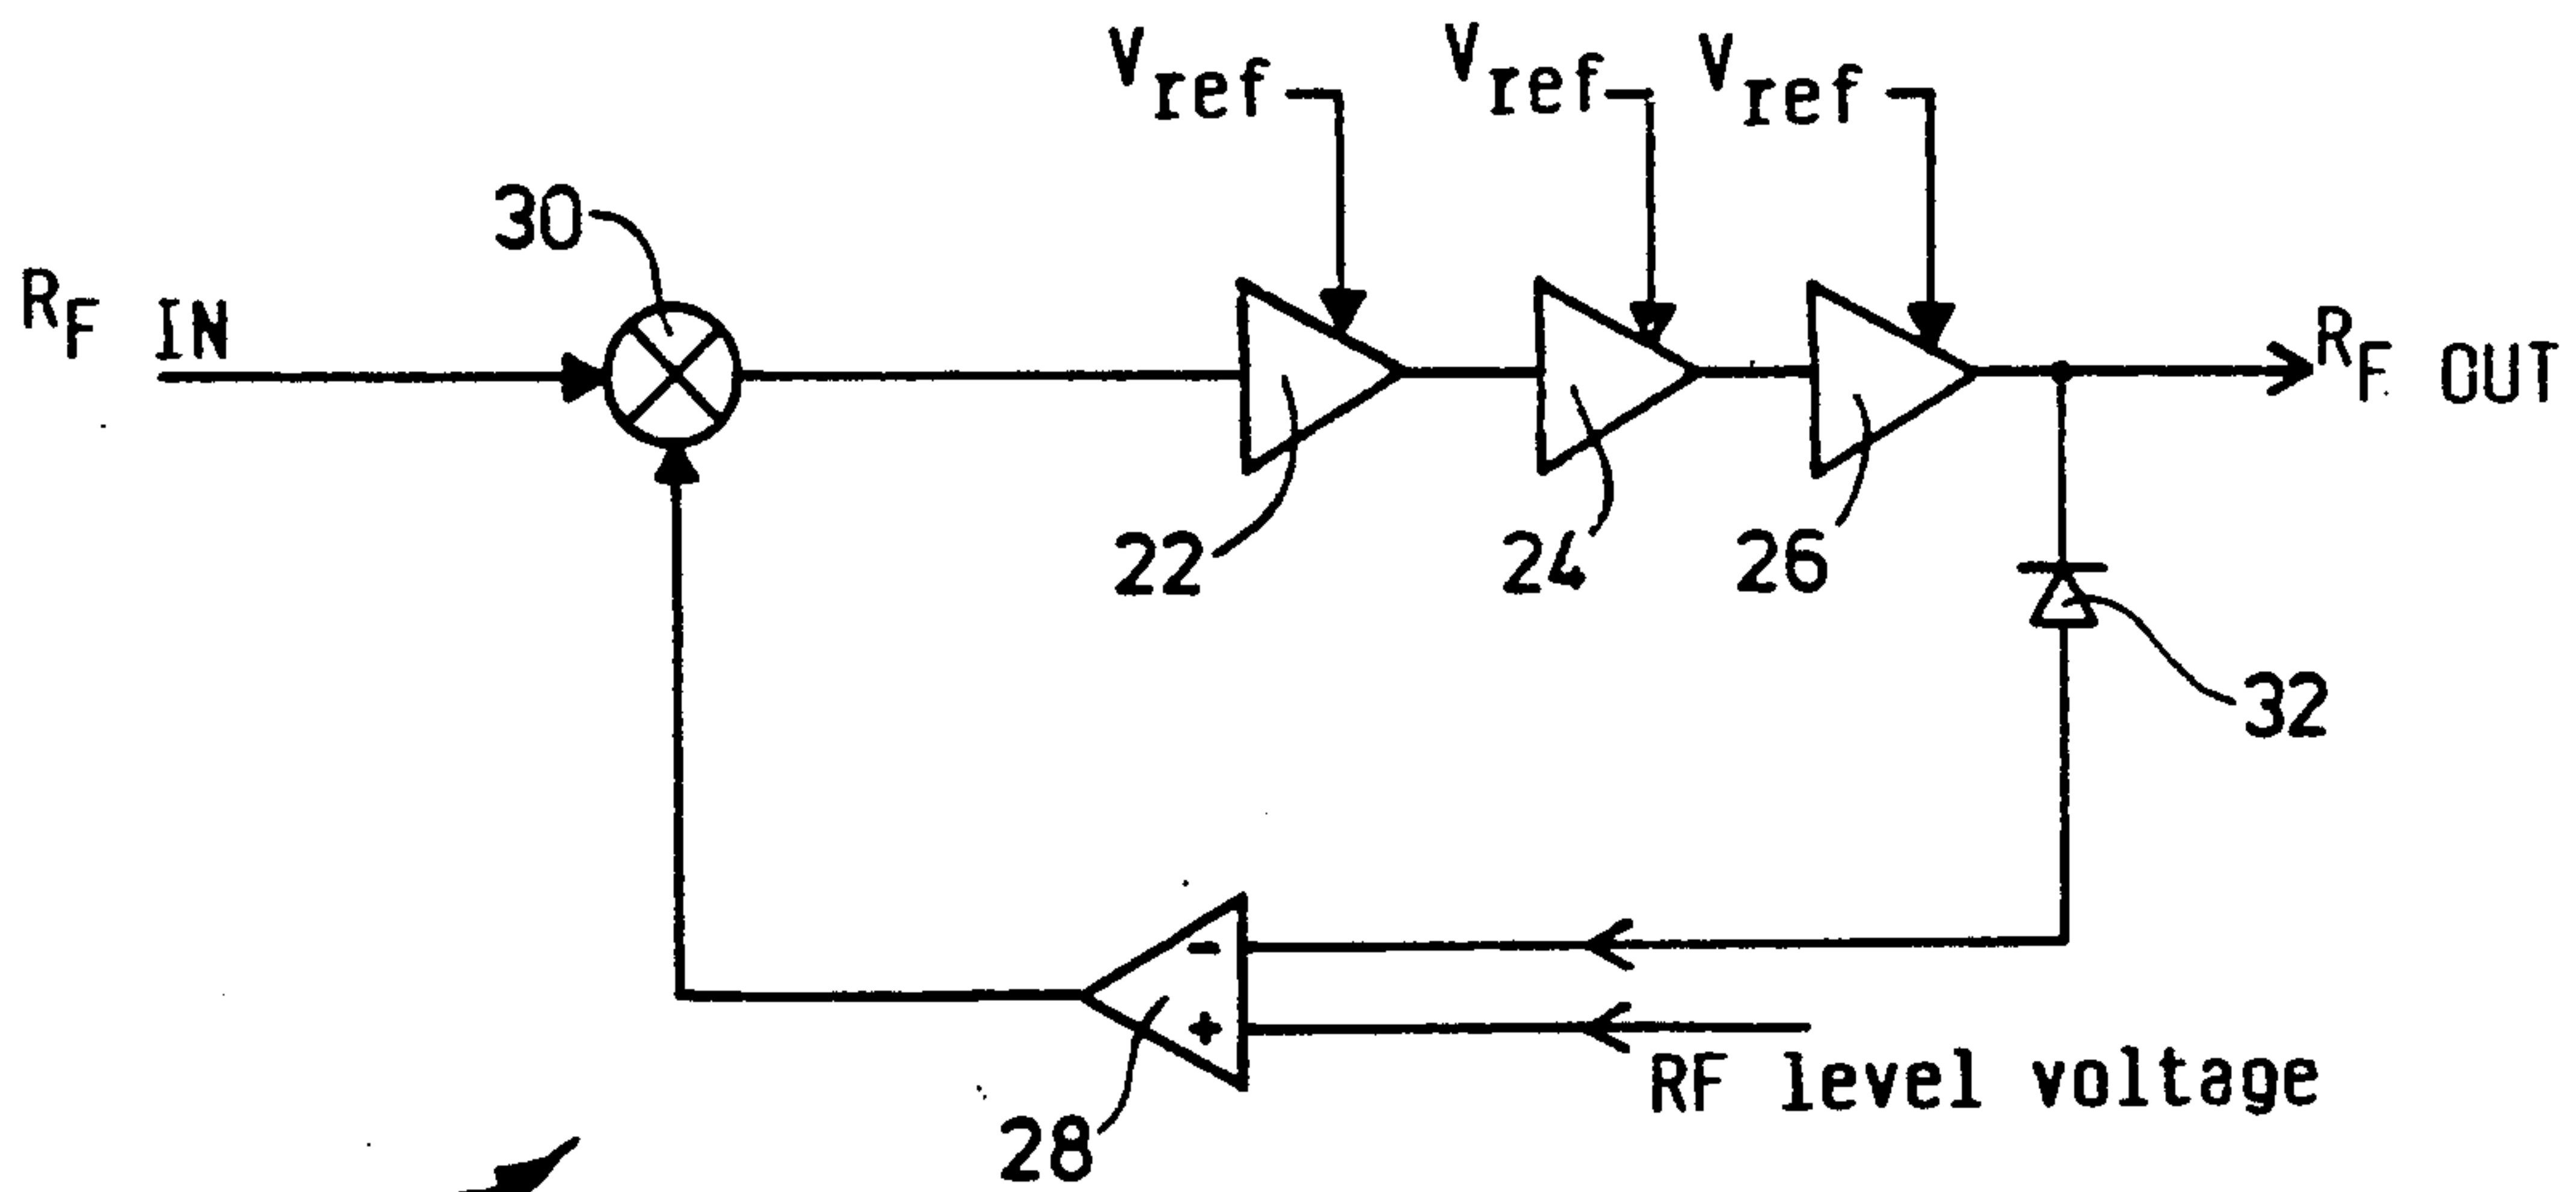 Vref
Vref
Vref
30
RF IN
RF OUT
22
24
26
32
-
+
RF level voltage
28